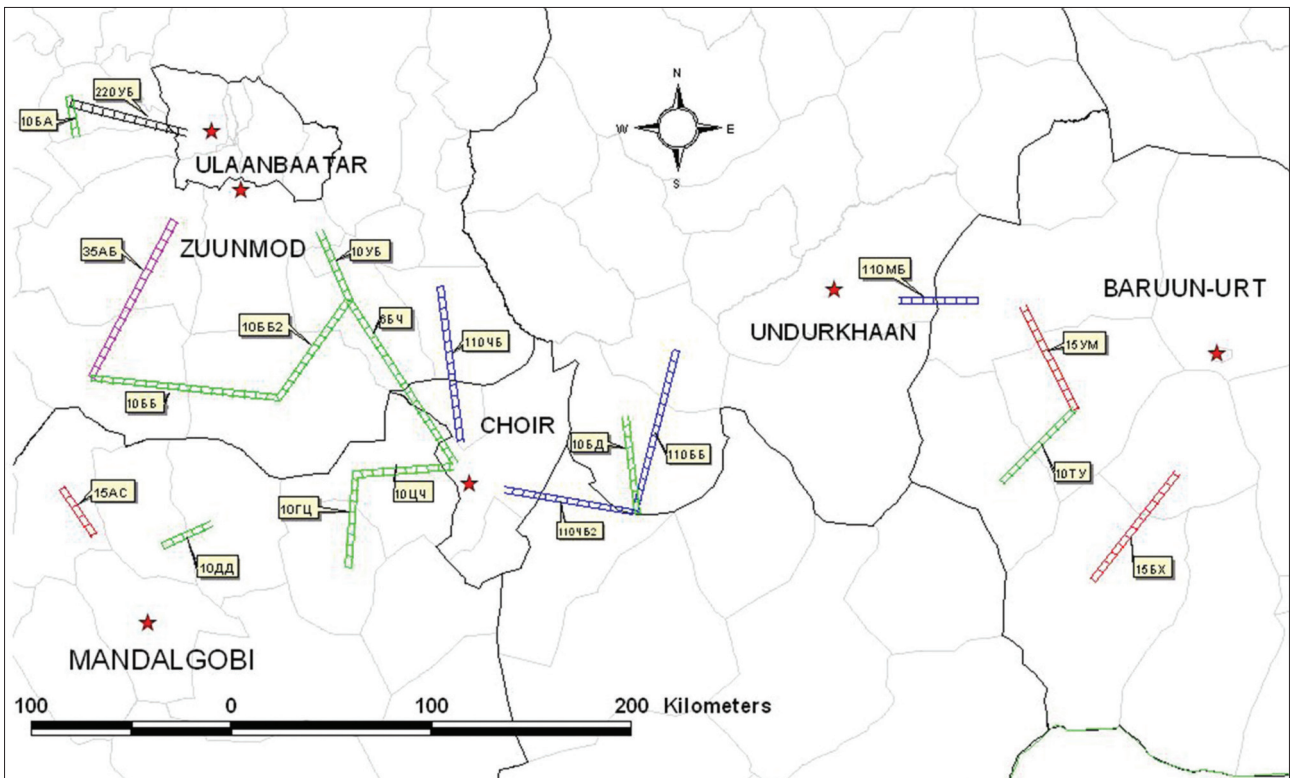 N
W
E
S
220УБ
10БА
ULAANBAATAR
35АБ
ZUUNMOD
10УБ
10ББ2
8БЧ
110ЧБ
10ББ
110МБ
UNDURKHAAN
BARUUN-URT
15УМ
CHOIR
10БД
110ББ
10ТУ
15АС
10ЦЧ
10ГЦ
110ЧБ2
10ДД
15БХ
MANDALGOBI
100 0 100 200 Kilometers